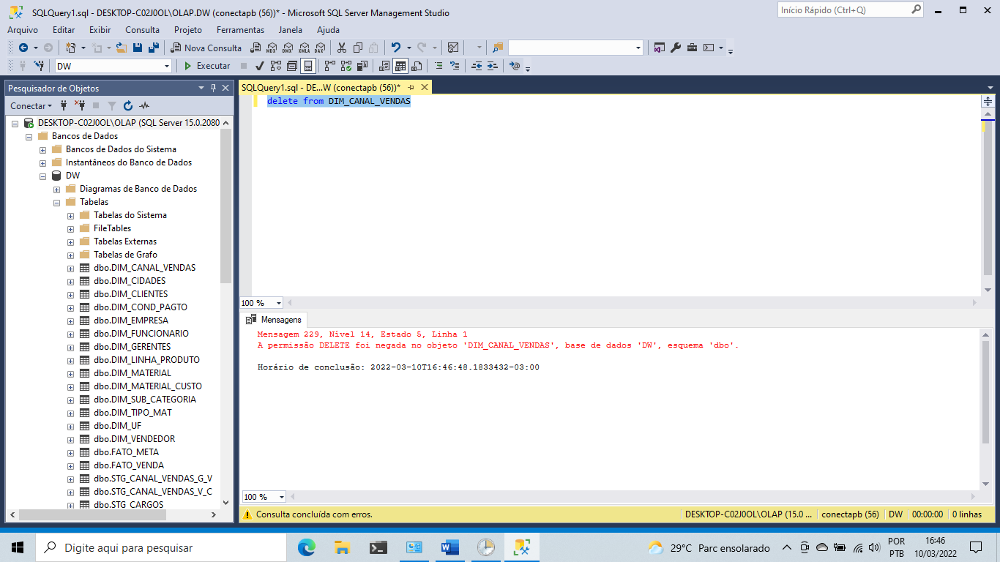 SQLQuery1.sql - DESKTOP-C02J0OL\OLAP.DW (conectapb (56))* - Microsoft SQL Server Management Studio
Início Rápido (Ctrl+Q)
Arquivo Editar Exibir Consulta Projeto Ferramentas Janela Ajuda
Nova Consulta MDX DMX XMLA DAX
DW Executar
Pesquisador de Objetos
SQLQuery1.sql - DE...W (conectapb (56))*
Conectar
delete from DIM_CANAL_VENDAS
DESKTOP-C02J0OL\OLAP (SQL Server 15.0.2080
Bancos de Dados
Bancos de Dados do Sistema
Instantâneos do Banco de Dados
DW
Diagramas de Banco de Dados
Tabelas
Tabelas do Sistema
FileTables
Tabelas Externas
Tabelas de Grafo
dbo.DIM_CANAL_VENDAS
dbo.DIM_CIDADES
dbo.DIM_CLIENTES
dbo.DIM_COND_PAGTO
dbo.DIM_EMPRESA
dbo.DIM_FUNCIONARIO
dbo.DIM_GERENTES
dbo.DIM_LINHA_PRODUTO
dbo.DIM_MATERIAL
dbo.DIM_MATERIAL_CUSTO
dbo.DIM_SUB_CATEGORIA
dbo.DIM_TIPO_MAT
dbo.DIM_UF
dbo.DIM_VENDEDOR
dbo.FATO_META
dbo.FATO_VENDA
dbo.STG_CANAL_VENDAS_G_V
dbo.STG_CANAL_VENDAS_V_C
dbo.STG_CARGOS
100 %
Mensagens
Mensagem 229, Nível 14, Estado 5, Linha 1
A permissão DELETE foi negada no objeto 'DIM_CANAL_VENDAS', base de dados 'DW', esquema 'dbo'.
Horário de conclusão: 2022-03-10T16:46:48.1833432-03:00
100 %
Consulta concluída com erros.
DESKTOP-C02J0OL\OLAP (15.0 ... conectapb (56) DW 00:00:00 0 linhas
Digite aqui para pesquisar
29°C Parc ensolarado
POR
PTB
16:46
10/03/2022